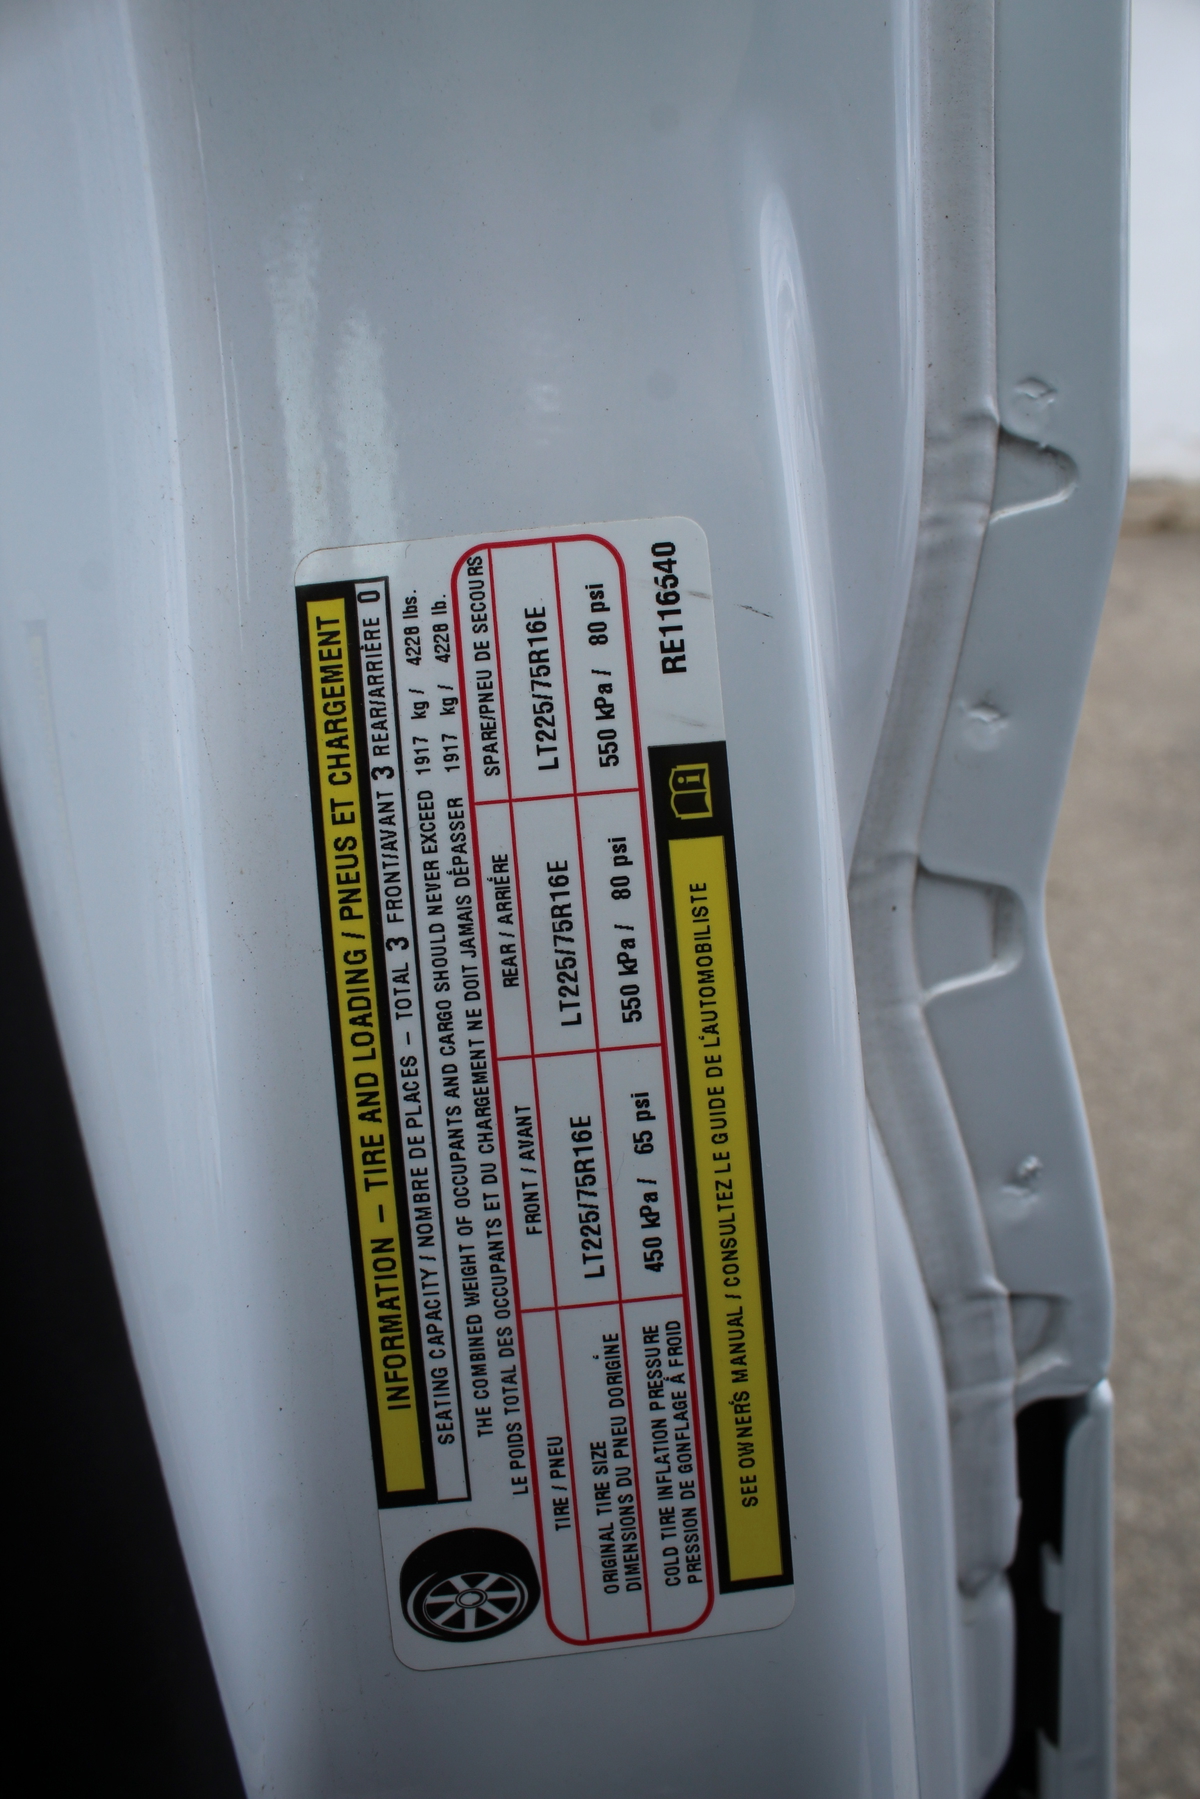 INFORMATION – TIRE AND LOADING / PNEUS ET CHARGEMENT
SEATING CAPACITY / NOMBRE DE PLACES – TOTAL 3 FRONT/AVANT 3 REAR/ARRIÈRE 0
THE COMBINED WEIGHT OF OCCUPANTS AND CARGO SHOULD NEVER EXCEED 1917 kg / 4228 lbs.
LE POIDS TOTAL DES OCCUPANTS ET DU CHARGEMENT NE DOIT JAMAIS DÉPASSER 1917 kg / 4228 lb.
TIRE / PNEU FRONT / AVANT REAR / ARRIÉRE SPARE/PNEU DE SECOURS
ORIGINAL TIRE SIZE
DIMENSIONS DU PNEU D'ORIGINE
LT225/75R16E LT225/75R16E LT225/75R16E
COLD TIRE INFLATION PRESSURE
PRESSION DE GONFLAGE À FROID
450 kPa / 65 psi 550 kPa / 80 psi 550 kPa / 80 psi
SEE OWNER'S MANUAL / CONSULTEZ LE GUIDE DE L'AUTOMOBILISTE
RE116540